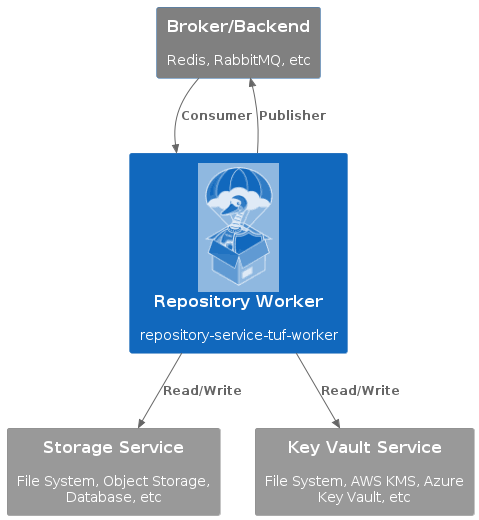 Broker/Backend
Redis, RabbitMQ, etc
Consumer
Publisher
Repository Worker
repository-service-tuf-worker
Read/Write
Read/Write
Storage Service
File System, Object Storage,
Database, etc
Key Vault Service
File System, AWS KMS, Azure
Key Vault, etc